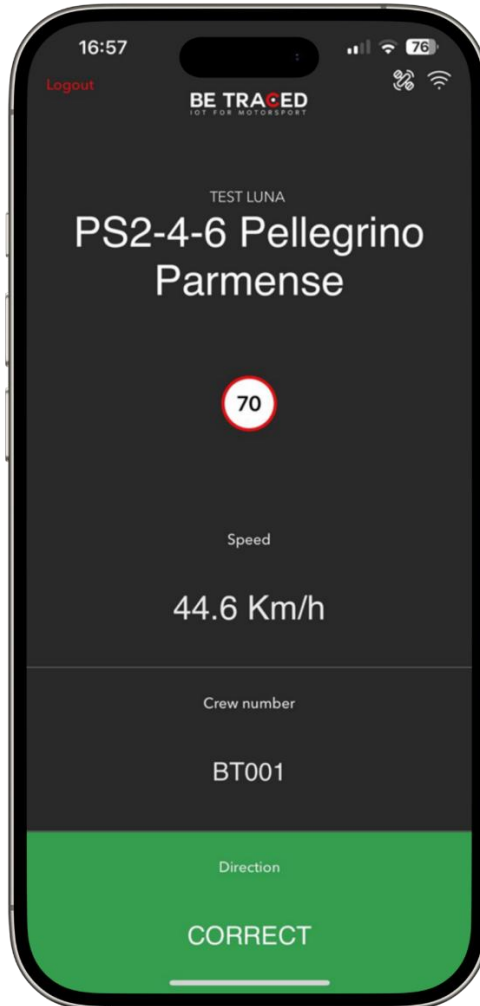 16:57
76
Logout
BE TRACED
IOT FOR MOTORSPORT
TEST LUNA
PS2-4-6 Pellegrino
Parmense
70
Speed
44.6 Km/h
Crew number
BT001
Direction
CORRECT